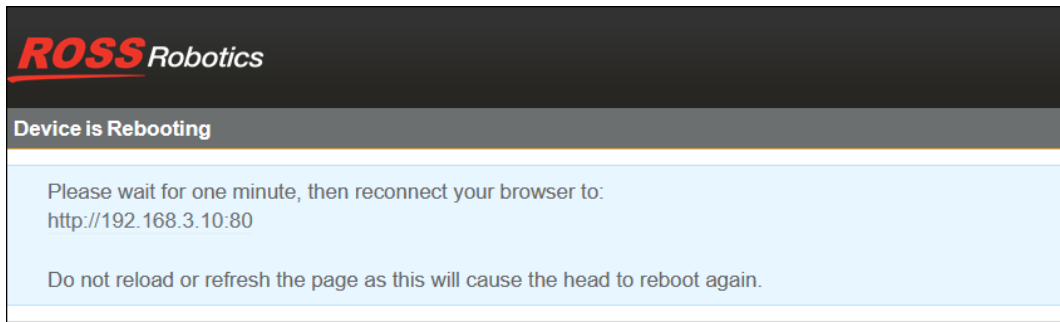 ROSS Robotics
Device is Rebooting
Please wait for one minute, then reconnect your browser to:
http://192.168.3.10:80
Do not reload or refresh the page as this will cause the head to reboot again.